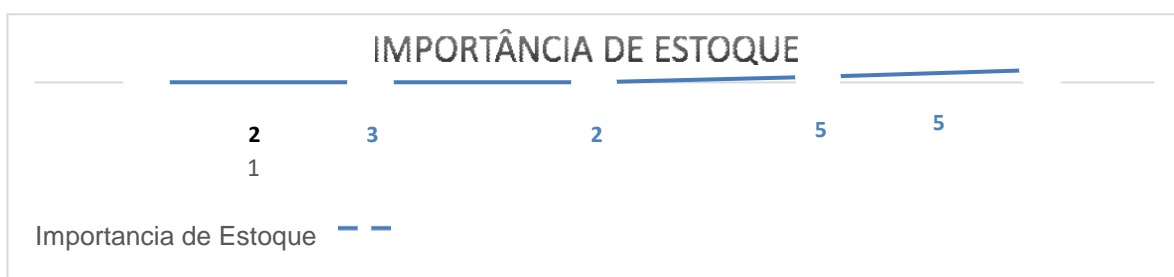 IMPORTÂNCIA DE ESTOQUE
2 3 2 5 5
1
Importancia de Estoque